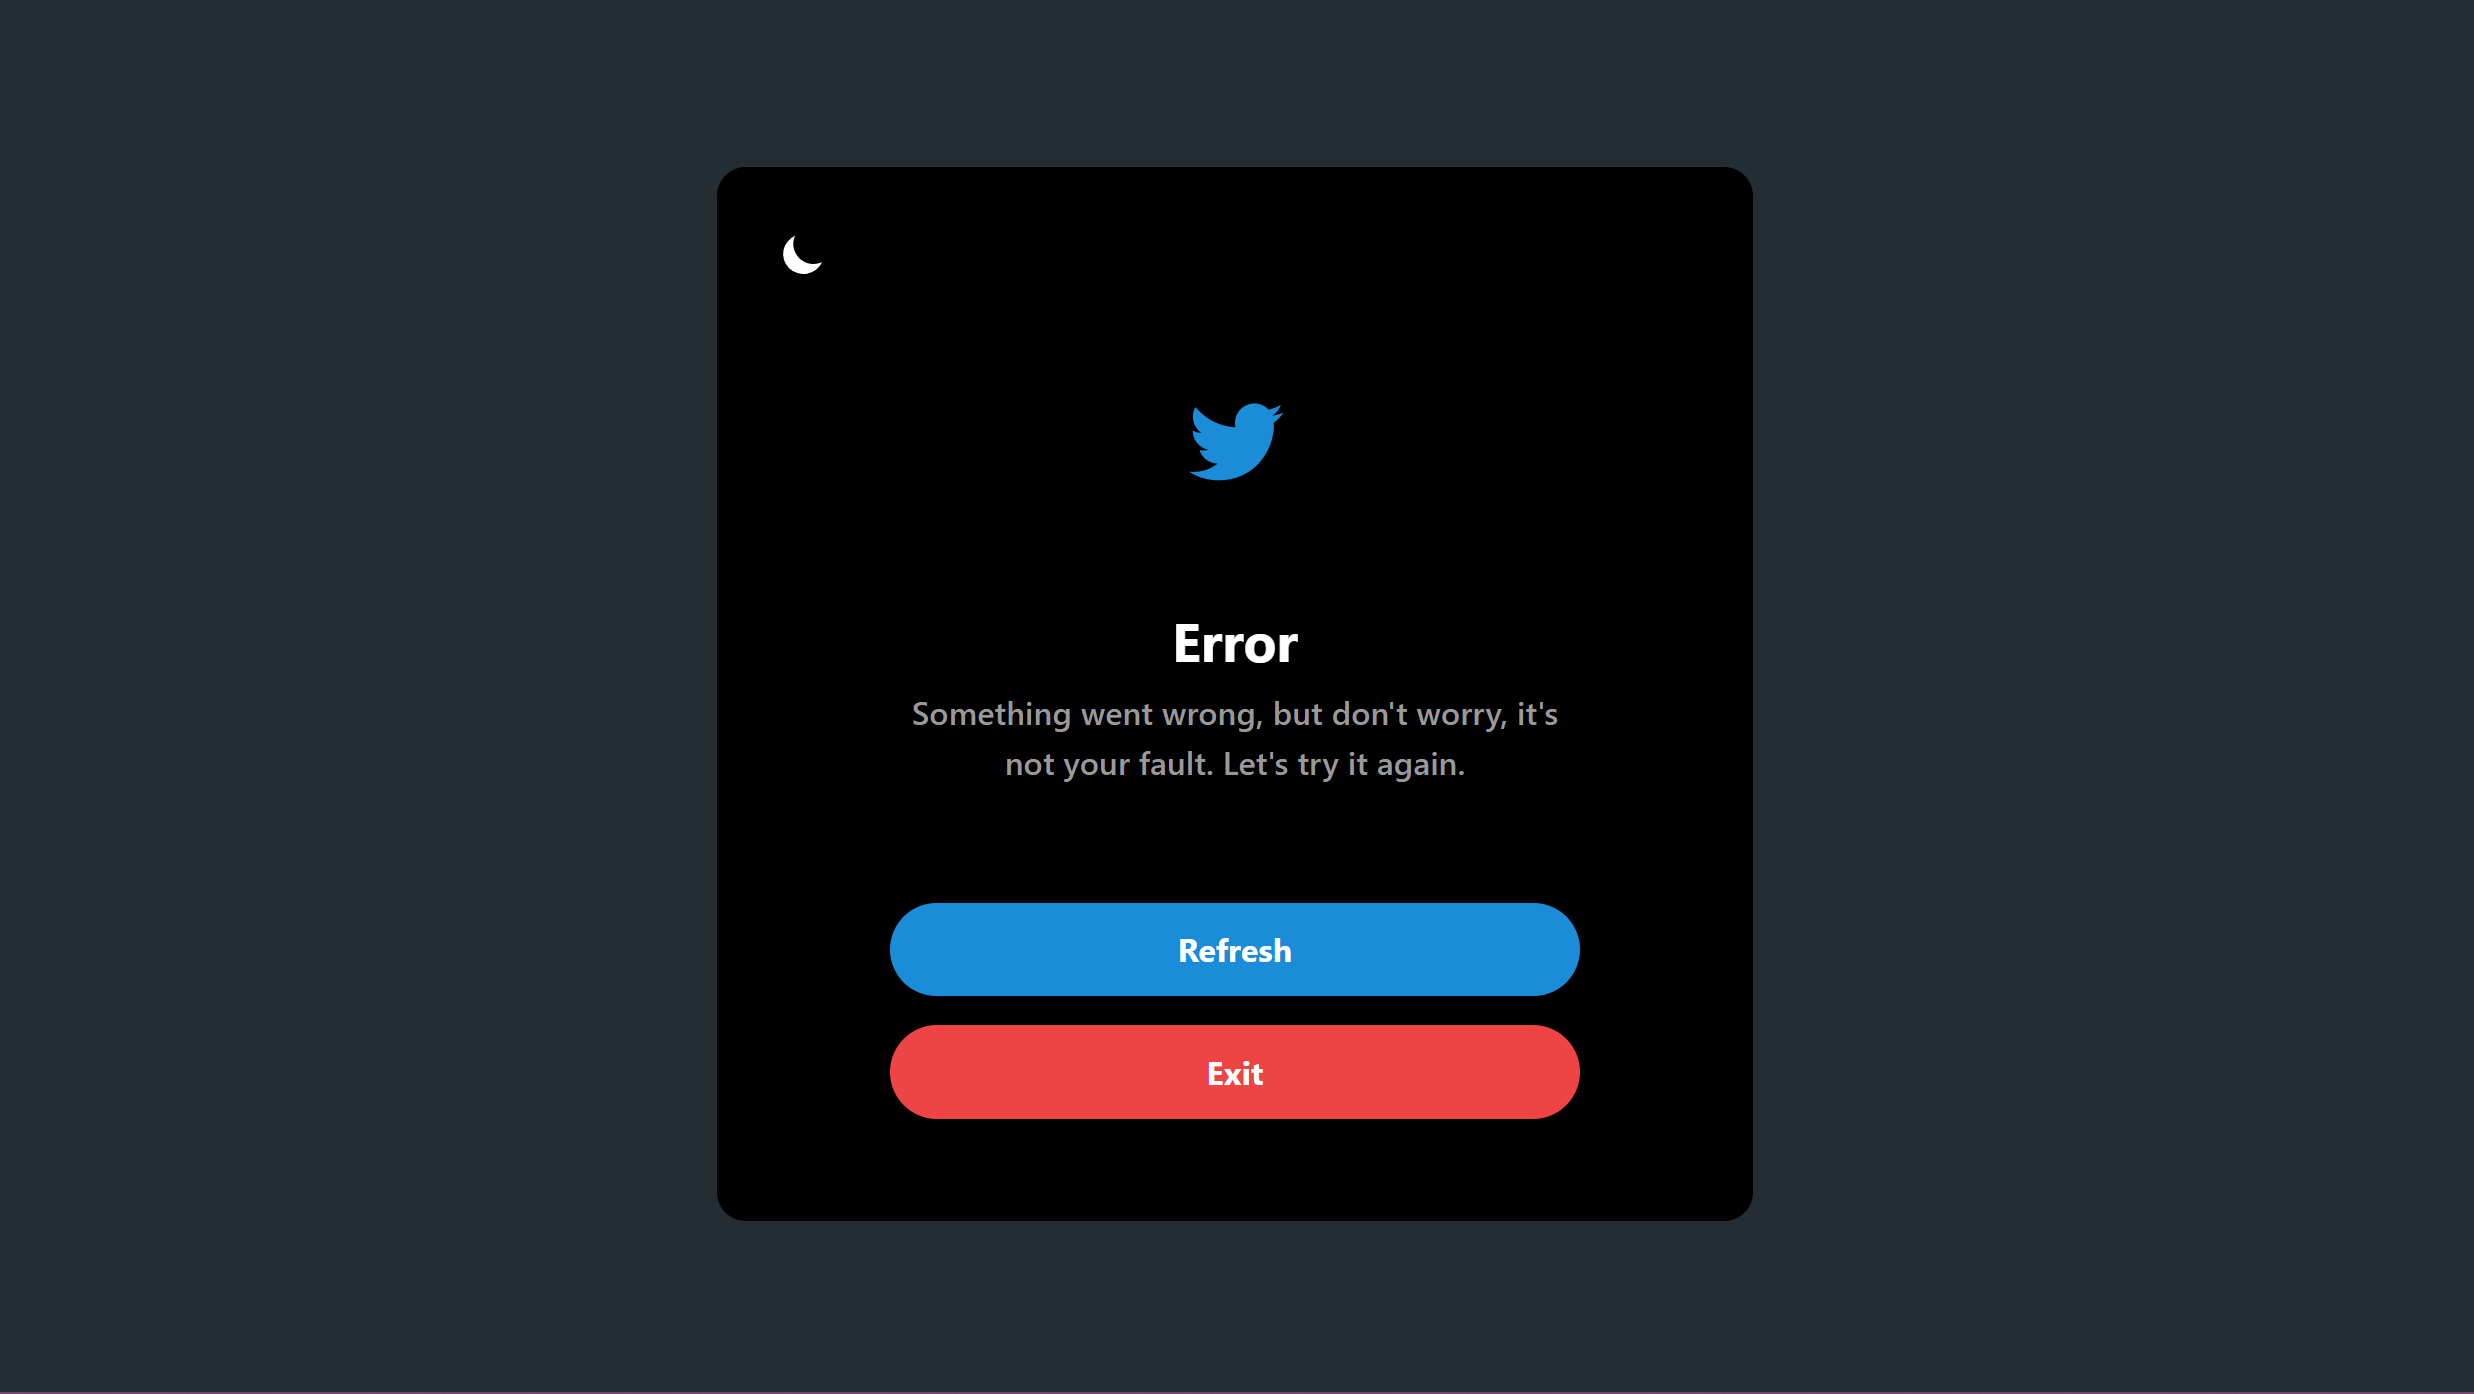 Error
Something went wrong, but don't worry, it's
not your fault. Let's try it again.
Refresh
Exit